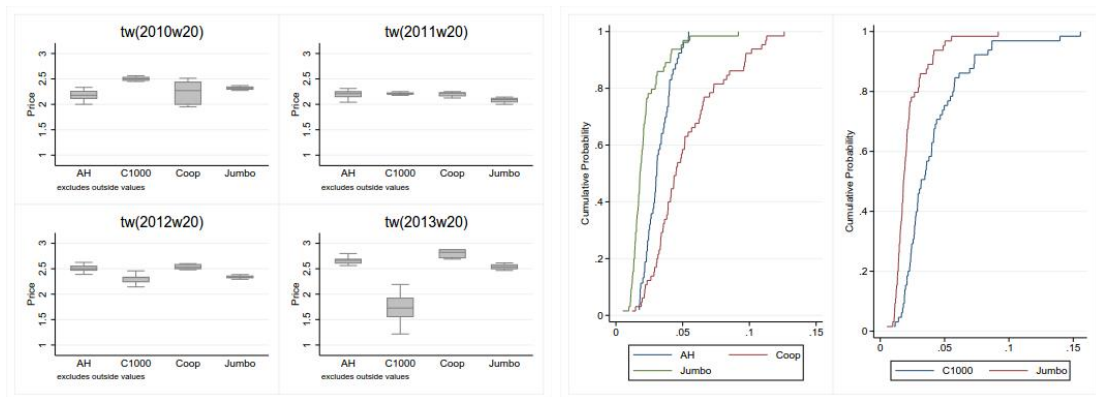 tw(2010w20)
Price
3
2.5
2
1.5
1
AH C1000 Coop Jumbo
excludes outside values
tw(2011w20)
Price
3
2.5
2
1.5
1
AH C1000 Coop Jumbo
excludes outside values
tw(2012w20)
Price
3
2.5
2
1.5
1
AH C1000 Coop Jumbo
excludes outside values
tw(2013w20)
Price
3
2.5
2
1.5
1
AH C1000 Coop Jumbo
excludes outside values
Cumulative Probability
1
.8
.6
.4
.2
0
0 .05 .1 .15
AH Coop
Jumbo
Cumulative Probability
1
.8
.6
.4
.2
0
0 .05 .1 .15
C1000 Jumbo